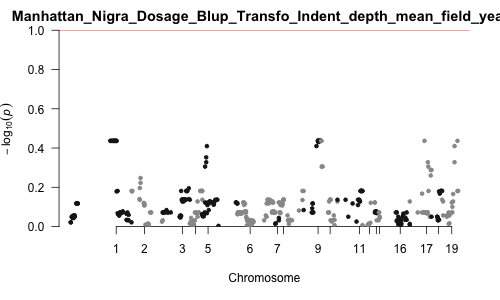 Manhattan_Nigra_Dosage_Blup_Transfo_Indent_depth_mean_field_yea
1.0
0.8
0.6
0.4
0.2
0.0
− log₁₀(p)
1 2 3 4 5 6 7 9 11 16 17 19
Chromosome